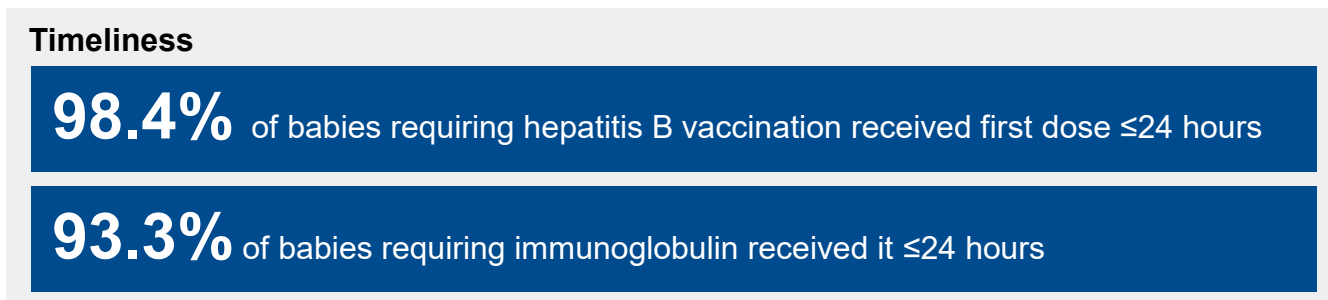 Timeliness
98.4% of babies requiring hepatitis B vaccination received first dose ≤24 hours
93.3% of babies requiring immunoglobulin received it ≤24 hours